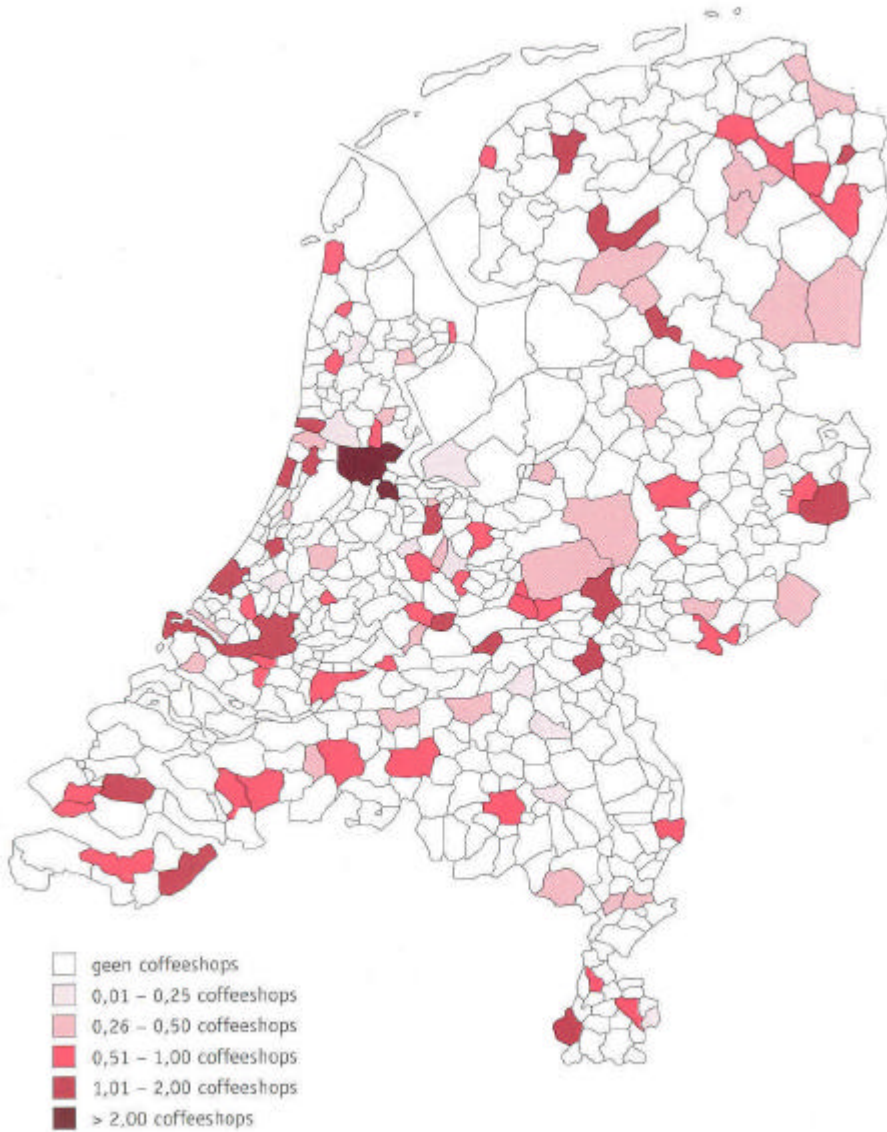 geen coffeeshops
0,01 – 0,25 coffeeshops
0,26 – 0,50 coffeeshops
0,51 – 1,00 coffeeshops
1,01 – 2,00 coffeeshops
> 2,00 coffeeshops